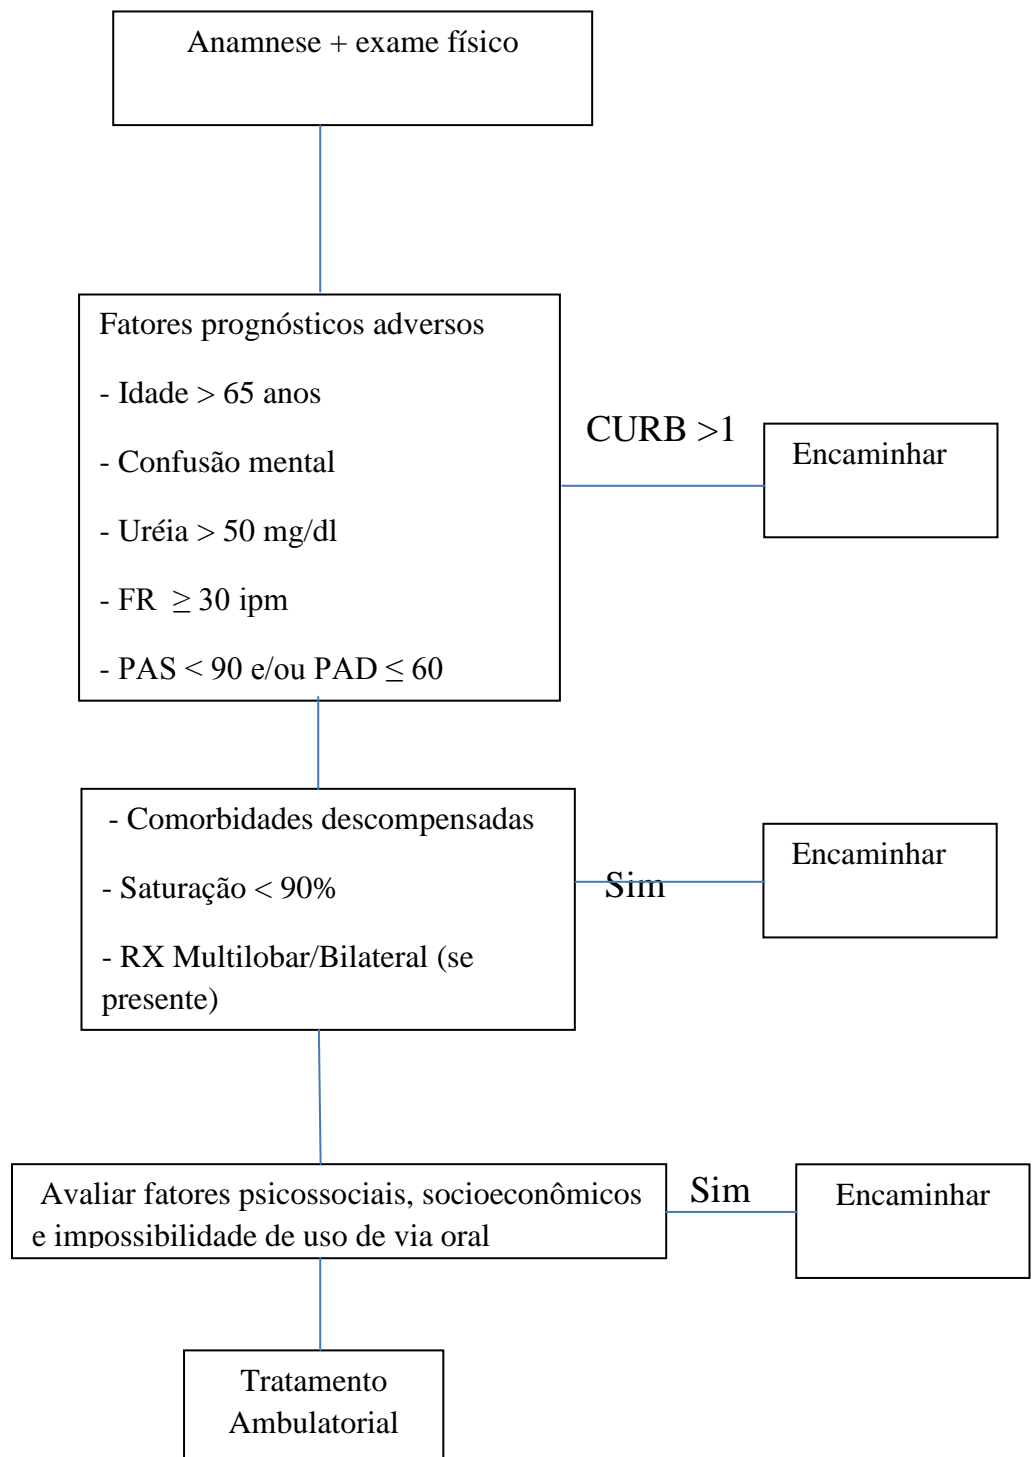 Anamnese + exame físico
Fatores prognósticos adversos
- Idade > 65 anos
- Confusão mental
- Uréia > 50 mg/dl
- FR ≥ 30 ipm
- PAS < 90 e/ou PAD ≤ 60
CURB >1
Encaminhar
- Comorbidades descompensadas
- Saturação < 90%
- RX Multilobar/Bilateral (se
presente)
Sim
Encaminhar
Avaliar fatores psicossociais, socioeconômicos
e impossibilidade de uso de via oral
Sim
Encaminhar
Tratamento
Ambulatorial